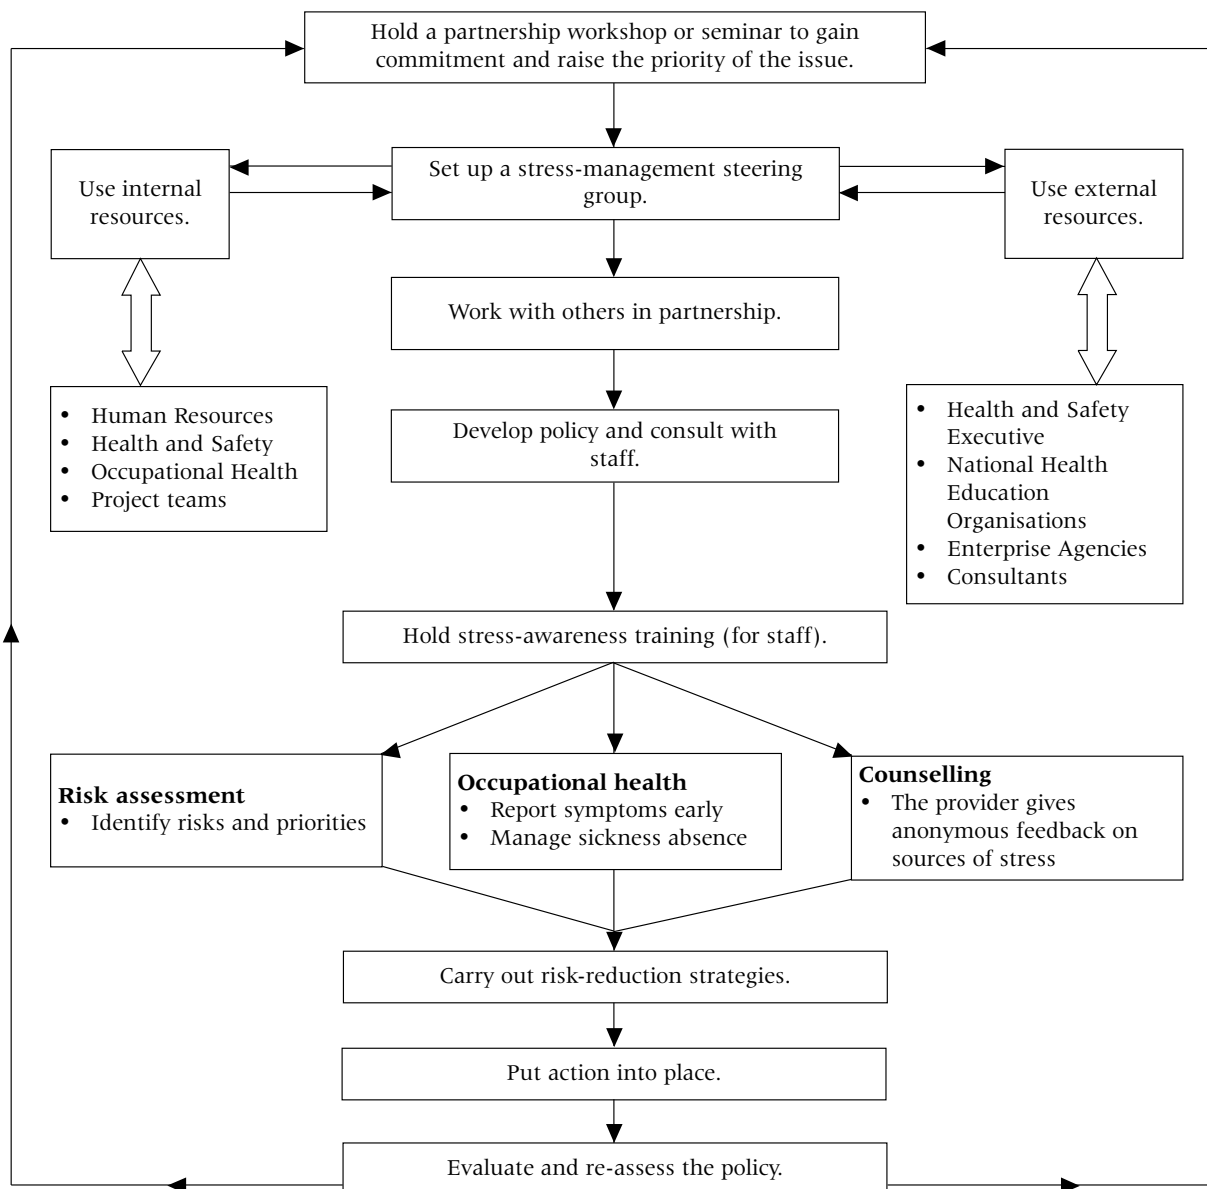 Hold a partnership workshop or seminar to gain
commitment and raise the priority of the issue.
Use internal
resources.
Set up a stress-management steering
group.
Use external
resources.
Work with others in partnership.
• Human Resources
• Health and Safety
• Occupational Health
• Project teams
Develop policy and consult with
staff.
• Health and Safety
Executive
• National Health
Education
Organisations
• Enterprise Agencies
• Consultants
Hold stress-awareness training (for staff).
Risk assessment
• Identify risks and priorities
Occupational health
• Report symptoms early
• Manage sickness absence
Counselling
• The provider gives
anonymous feedback on
sources of stress
Carry out risk-reduction strategies.
Put action into place.
Evaluate and re-assess the policy.